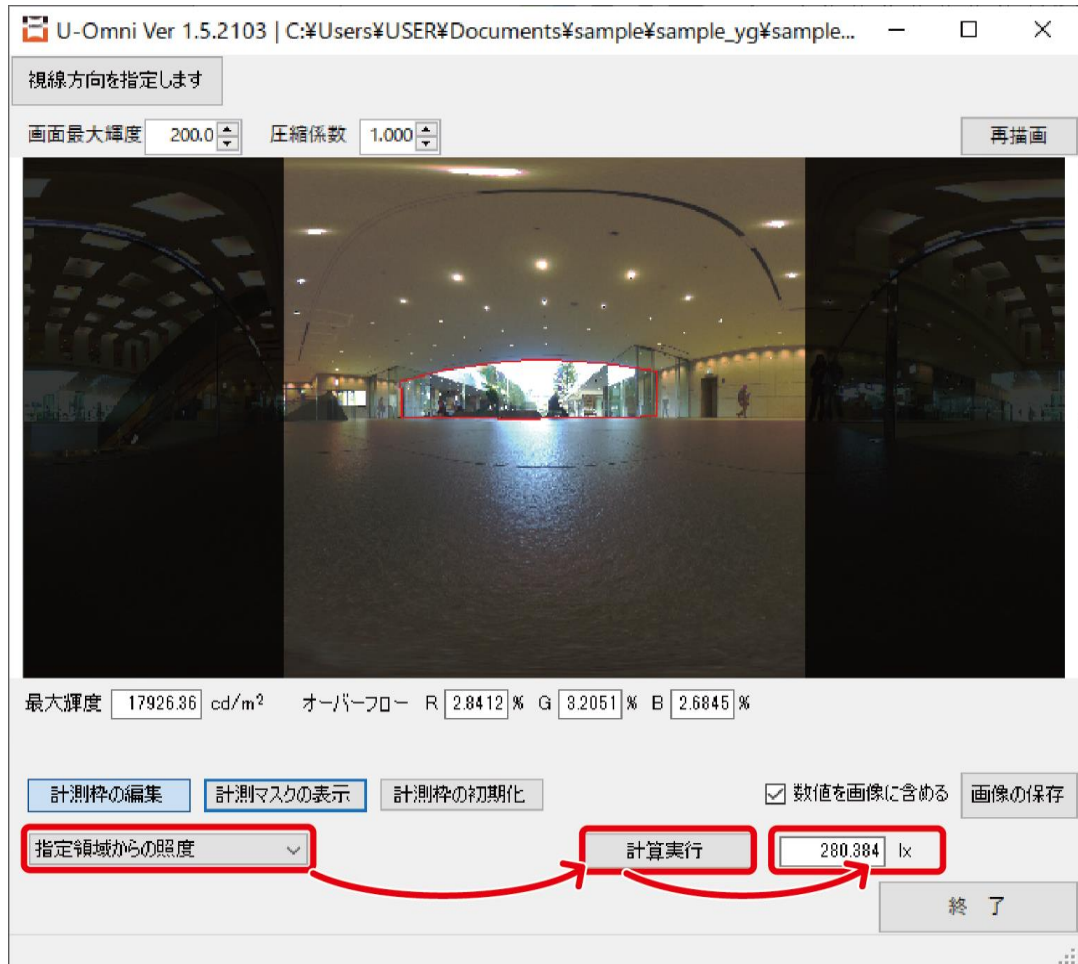 U-Omni Ver 1.5.2103 | C:¥Users¥USER¥Documents¥sample¥sample_yg¥sample...
視線方向を指定します
画面最大輝度 200.0 圧縮係数 1.000 再描画
最大輝度 17926.36 cd/m² オーバーフロー R 2.8412 % G 3.2051 % B 2.6845 %
計測枠の編集 計測マスクの表示 計測枠の初期化 数値を画像に含める 画像の保存
指定領域からの照度 計算実行 280.384 lx
終 了